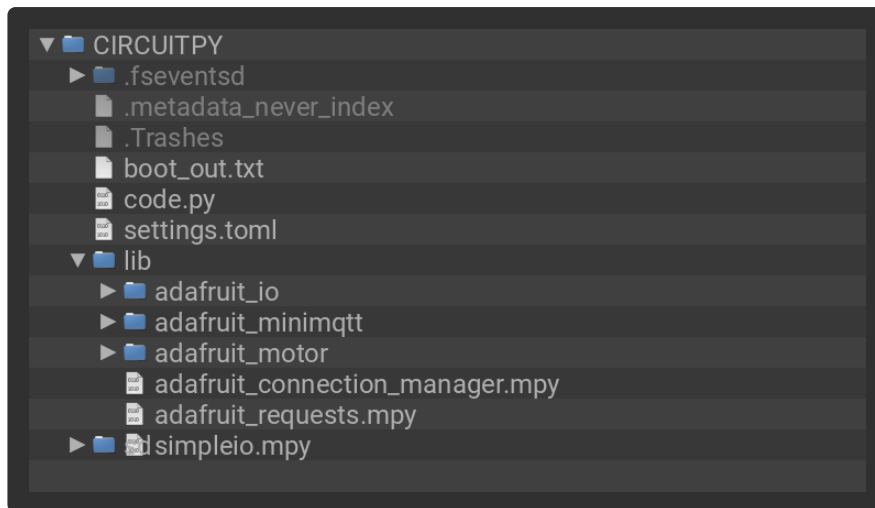 CIRCUITPY
.fseventsd
.metadata_never_index
.Trashes
boot_out.txt
code.py
settings.toml
lib
adafruit_io
adafruit_minimqtt
adafruit_motor
adafruit_connection_manager.mpy
adafruit_requests.mpy
sd simpleio.mpy